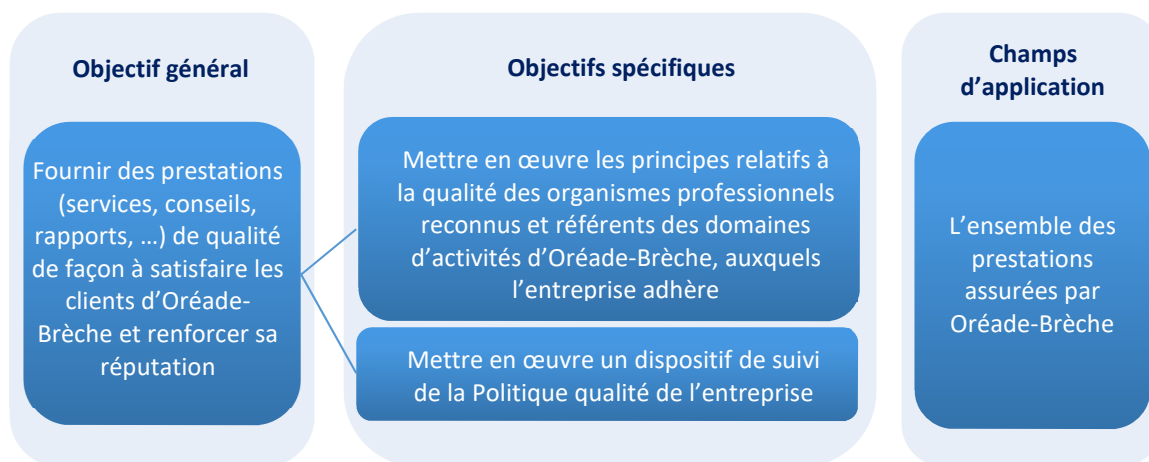 Objectif général
Fournir des prestations
(services, conseils,
rapports, …) de qualité
de façon à satisfaire les
clients d’Oréade-
Brèche et renforcer sa
réputation
Objectifs spécifiques
Mettre en œuvre les principes relatifs à
la qualité des organismes professionnels
reconnus et référents des domaines
d’activités d’Oréade-Brèche, auxquels
l’entreprise adhère
Mettre en œuvre un dispositif de suivi
de la Politique qualité de l’entreprise
Champs
d’application
L’ensemble des
prestations
assurées par
Oréade-Brèche